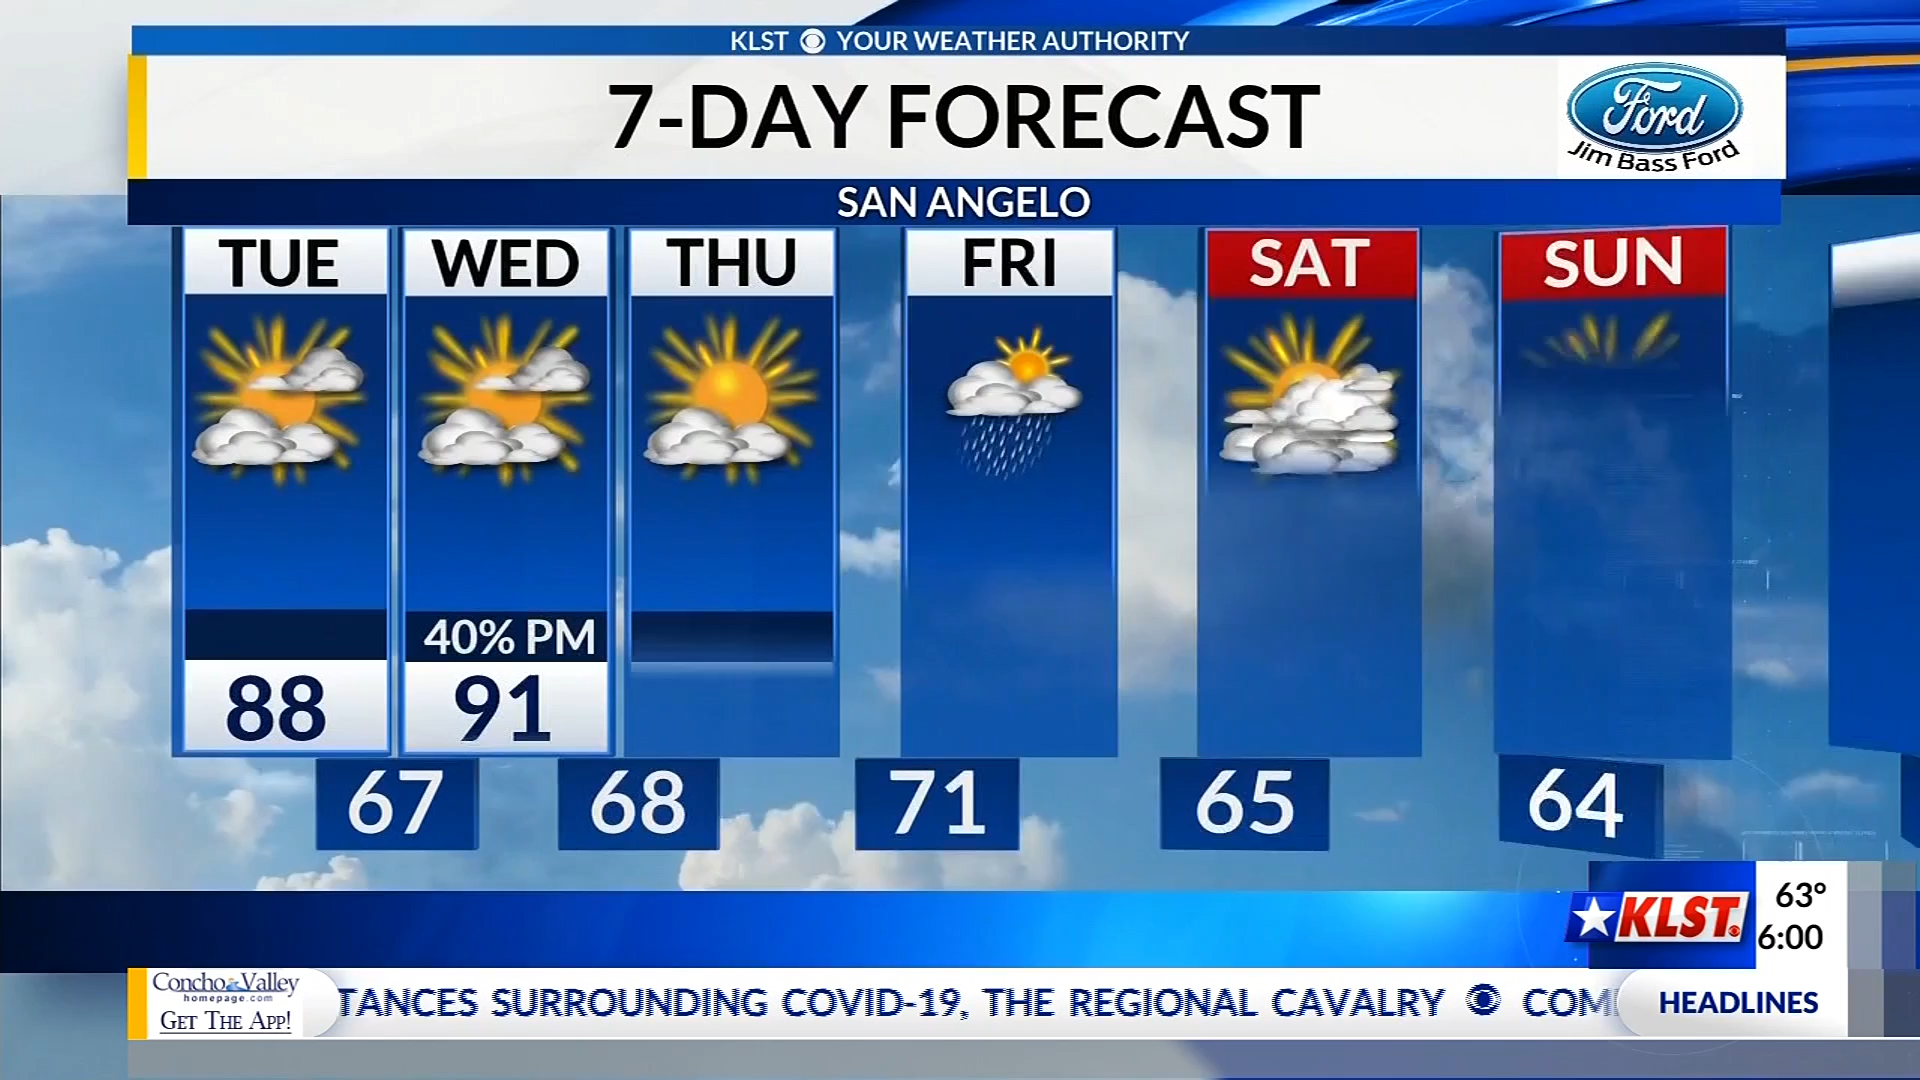 KLST YOUR WEATHER AUTHORITY
7-DAY FORECAST
Ford
Jim Bass Ford
SAN ANGELO
TUE WED THU FRI SAT SUN
40% PM
88 91
67 68 71 65 64
KLST
63°
6:00
Concho Valley
homepage.com
GET THE APP!
TANCES SURROUNDING COVID-19, THE REGIONAL CAVALRY COM
HEADLINES